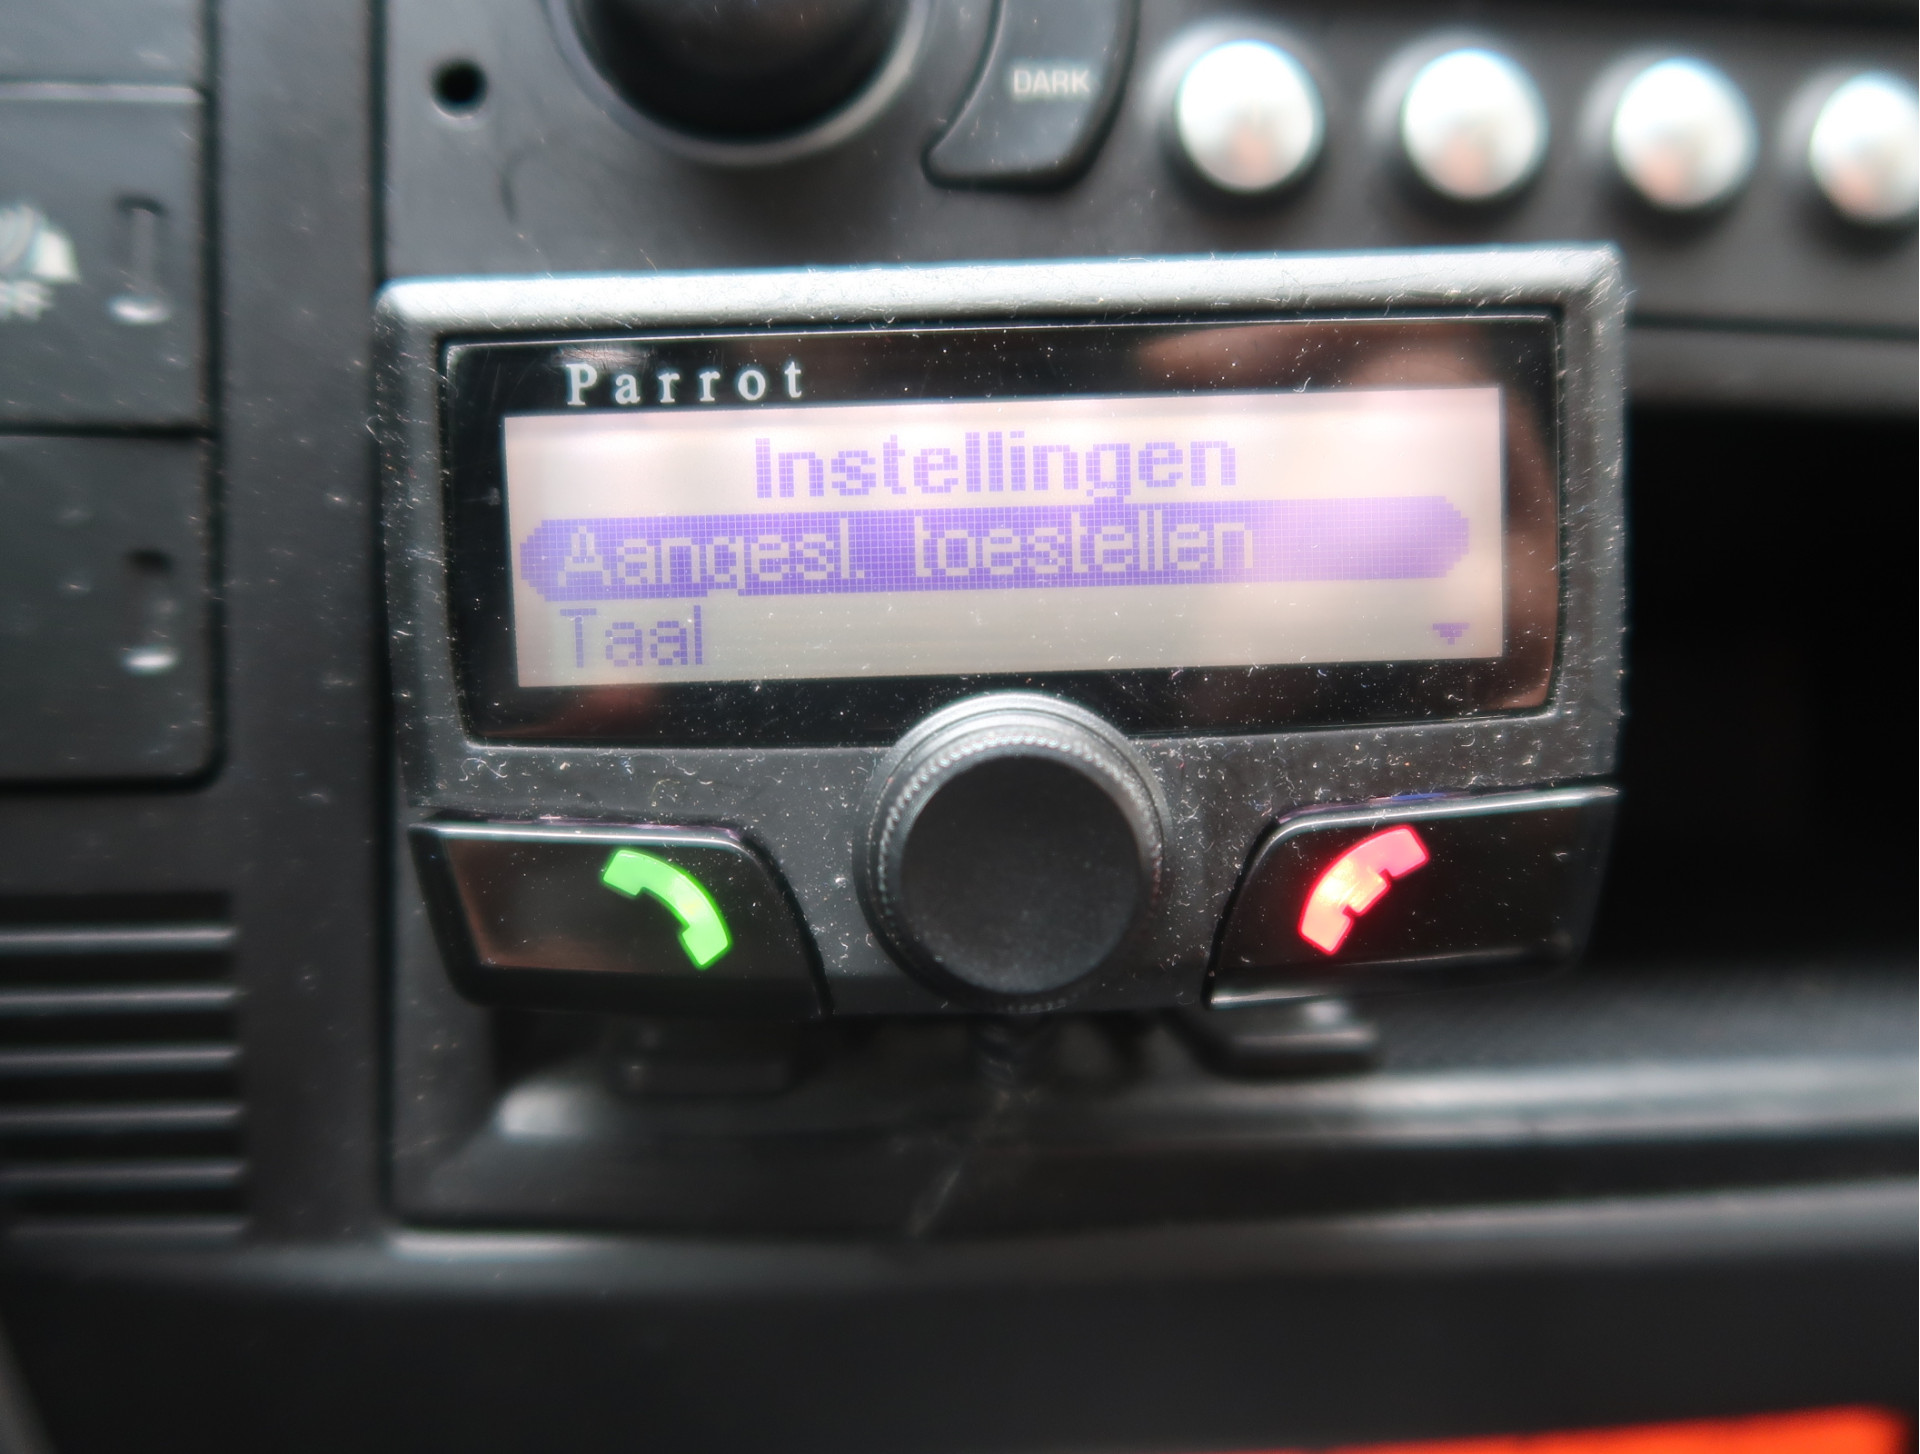 DARK
Parrot
Instellingen
Aangesl. toestellen
Taal